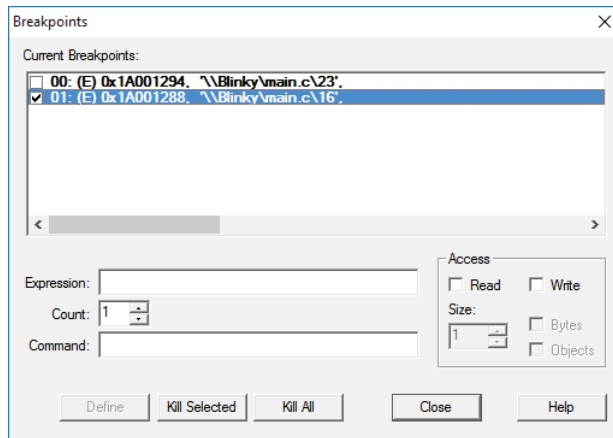 Breakpoints
Current Breakpoints:
00: (E) 0x1A001294, '\\Blinky\main.c\23',
01: (E) 0x1A001288, '\\Blinky\main.c\16',
Expression:
Count: 1
Command:
Access
Read Write
Size:
1
Bytes
Objects
Define Kill Selected Kill All Close Help